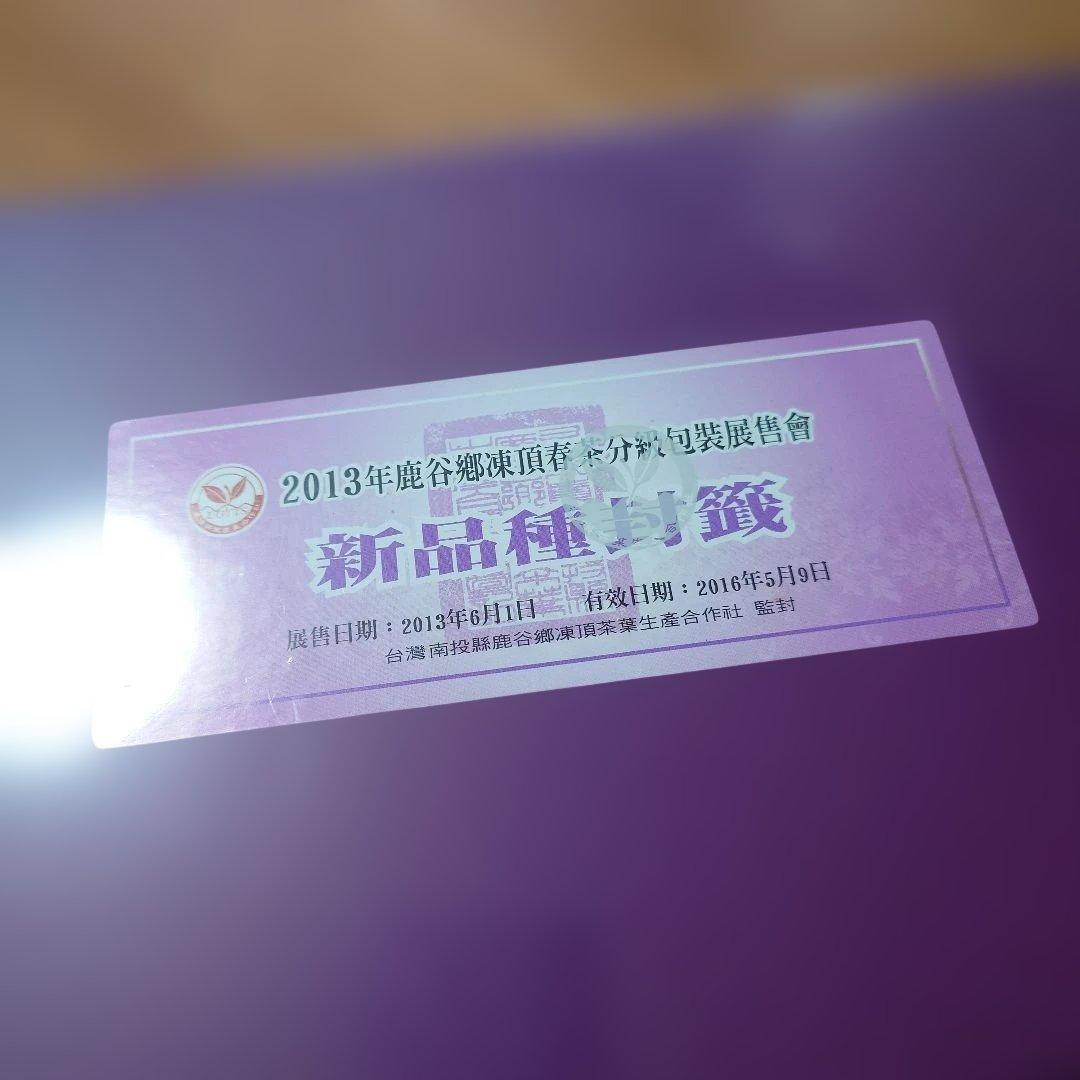 2013年鹿谷鄉凍頂春茶分級包裝展售會
新品種封籤
展售日期：2013年6月1日 有效日期：2016年5月9日
台灣南投縣鹿谷鄉凍頂茶葉生產合作社 監封